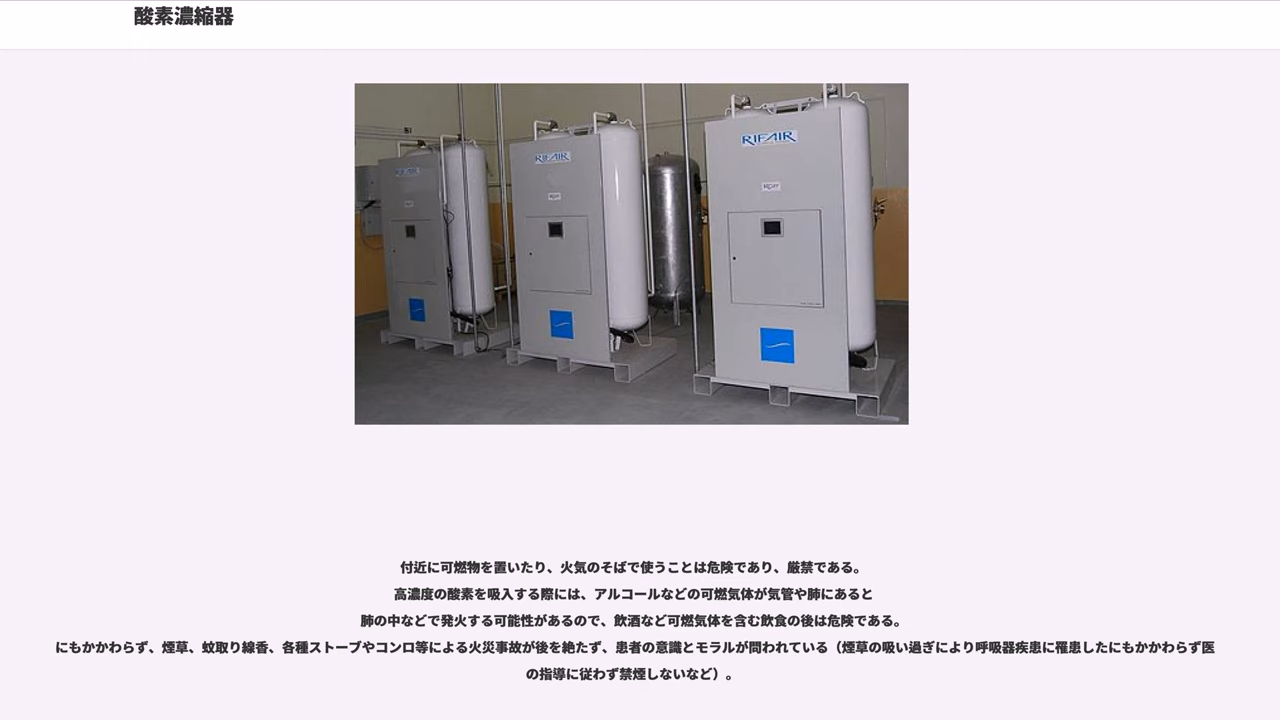 酸素濃縮器
RIFAIR
RIFAIR
RIFAIR
付近に可燃物を置いたり、火気のそばで使うことは危険であり、厳禁である。
高濃度の酸素を吸入する際には、アルコールなどの可燃気体が気管や肺にあると
肺の中などで発火する可能性があるので、飲酒など可燃気体を含む飲食の後は危険である。
にもかかわらず、煙草、蚊取り線香、各種ストーブやコンロ等による火災事故が後を絶たず、患者の意識とモラルが問われている（煙草の吸い過ぎにより呼吸器疾患に罹患したにもかかわらず医
の指導に従わず禁煙しないなど）。